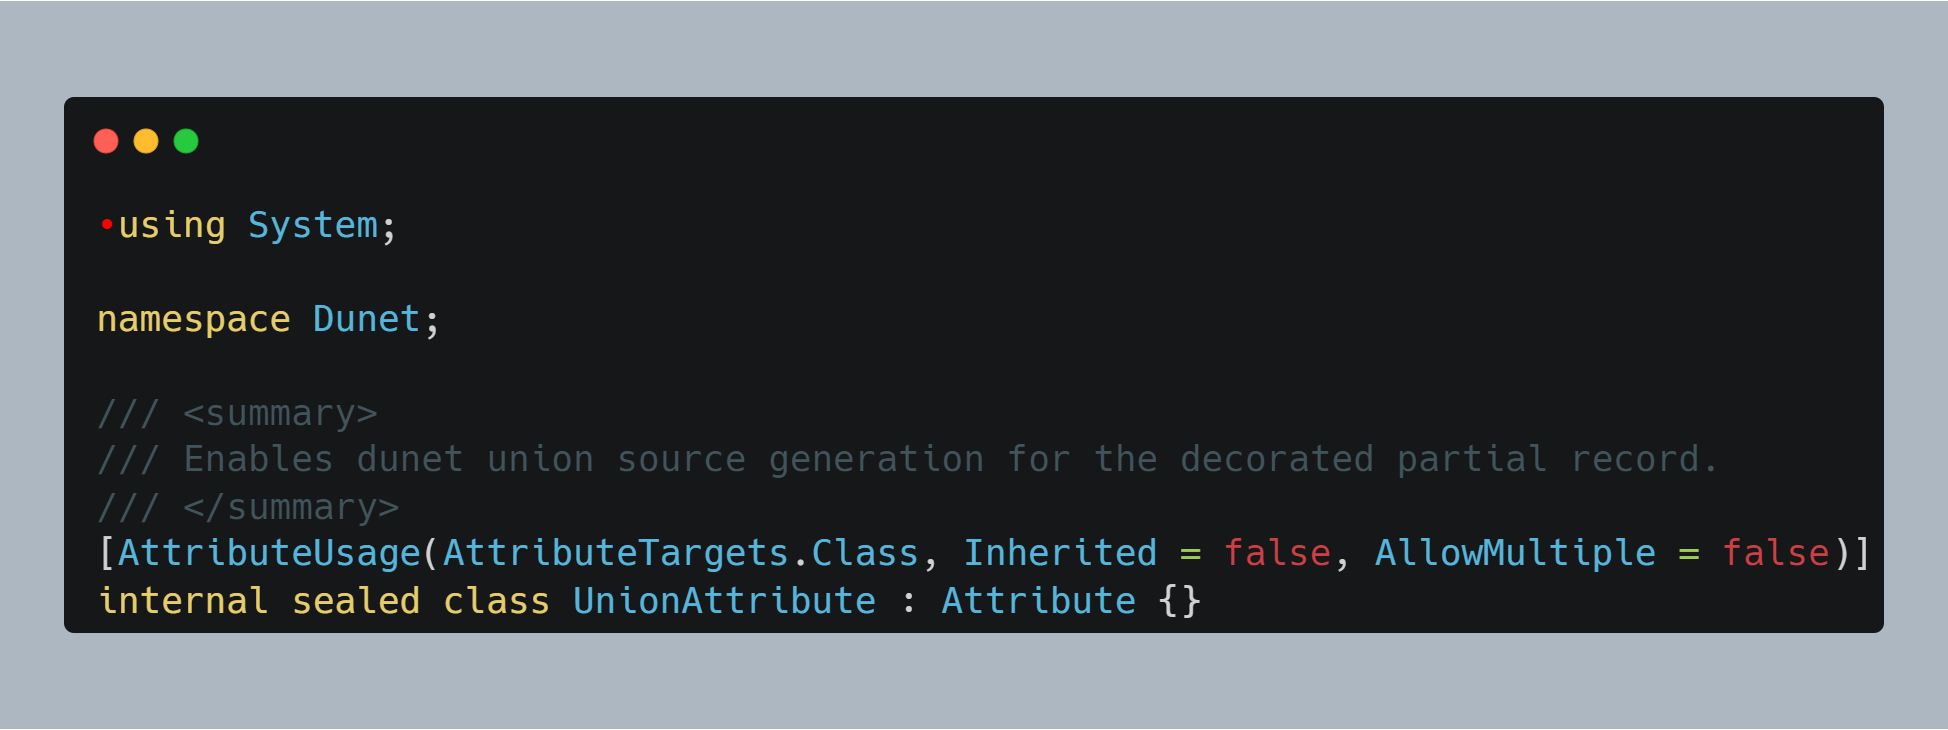 •using System;
namespace Dunet;
/// <summary>
/// Enables dunet union source generation for the decorated partial record.
/// </summary>
[AttributeUsage(AttributeTargets.Class, Inherited = false, AllowMultiple = false)]
internal sealed class UnionAttribute : Attribute {}